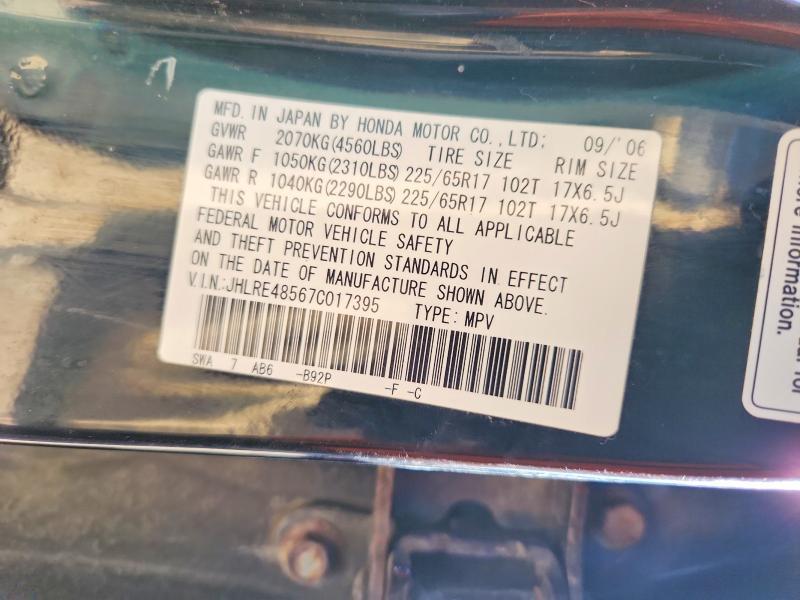 MFD. IN JAPAN BY HONDA MOTOR CO., LTD; 09/'06
GVWR 2070KG(4560LBS) TIRE SIZE RIM SIZE
GAWR F 1050KG(2310LBS) 225/65R17 102T 17X6.5J
GAWR R 1040KG(2290LBS) 225/65R17 102T 17X6.5J
THIS VEHICLE CONFORMS TO ALL APPLICABLE
FEDERAL MOTOR VEHICLE SAFETY
AND THEFT PREVENTION STANDARDS IN EFFECT
ON THE DATE OF MANUFACTURE SHOWN ABOVE.
V.I.N.:JHLRE48567C017395 TYPE: MPV
SWA 7 AB6 -B92P -F -C
information.
for